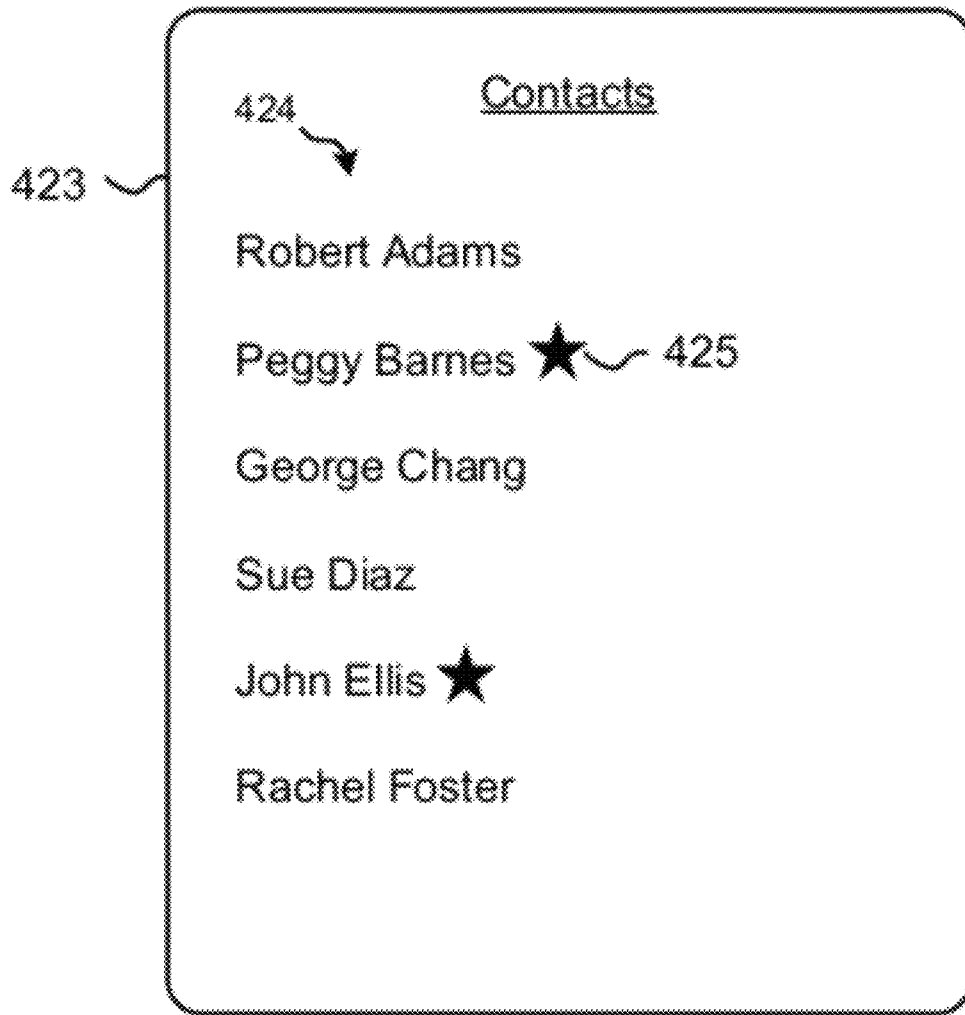 Contacts
424
423
Robert Adams
Peggy Barnes ★ 425
George Chang
Sue Diaz
John Ellis ★
Rachel Foster